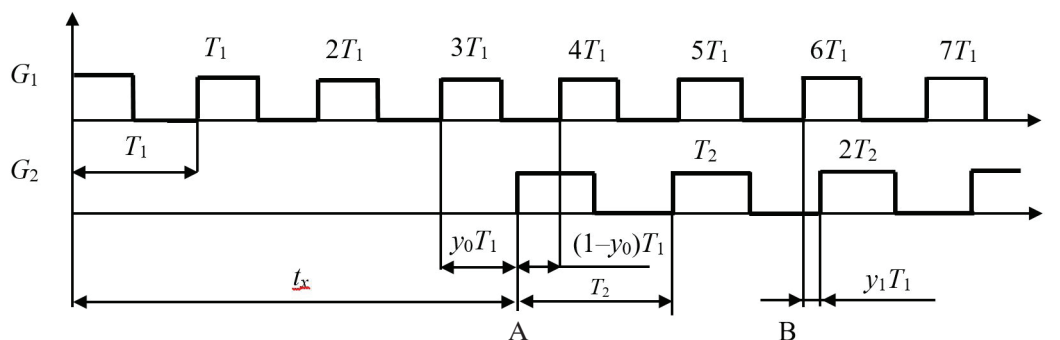 T₁ 2T₁ 3T₁ 4T₁ 5T₁ 6T₁ 7T₁
G₁
T₁ T₂ 2T₂
G₂
y₀T₁ (1–y₀)T₁
tₓ T₂ y₁T₁
A B